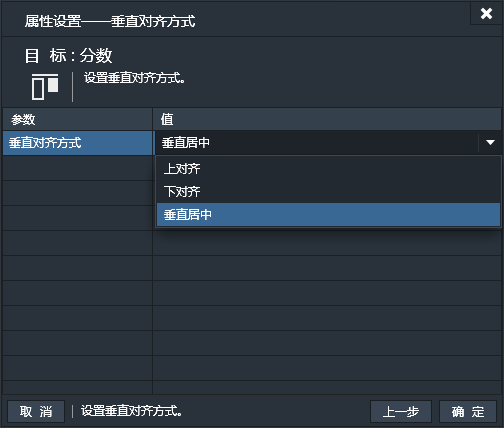 属性设置——垂直对齐方式
目 标：分数
设置垂直对齐方式。
参数 值
垂直对齐方式 垂直居中
上对齐
下对齐
垂直居中
取 消 设置垂直对齐方式。 上一步 确 定